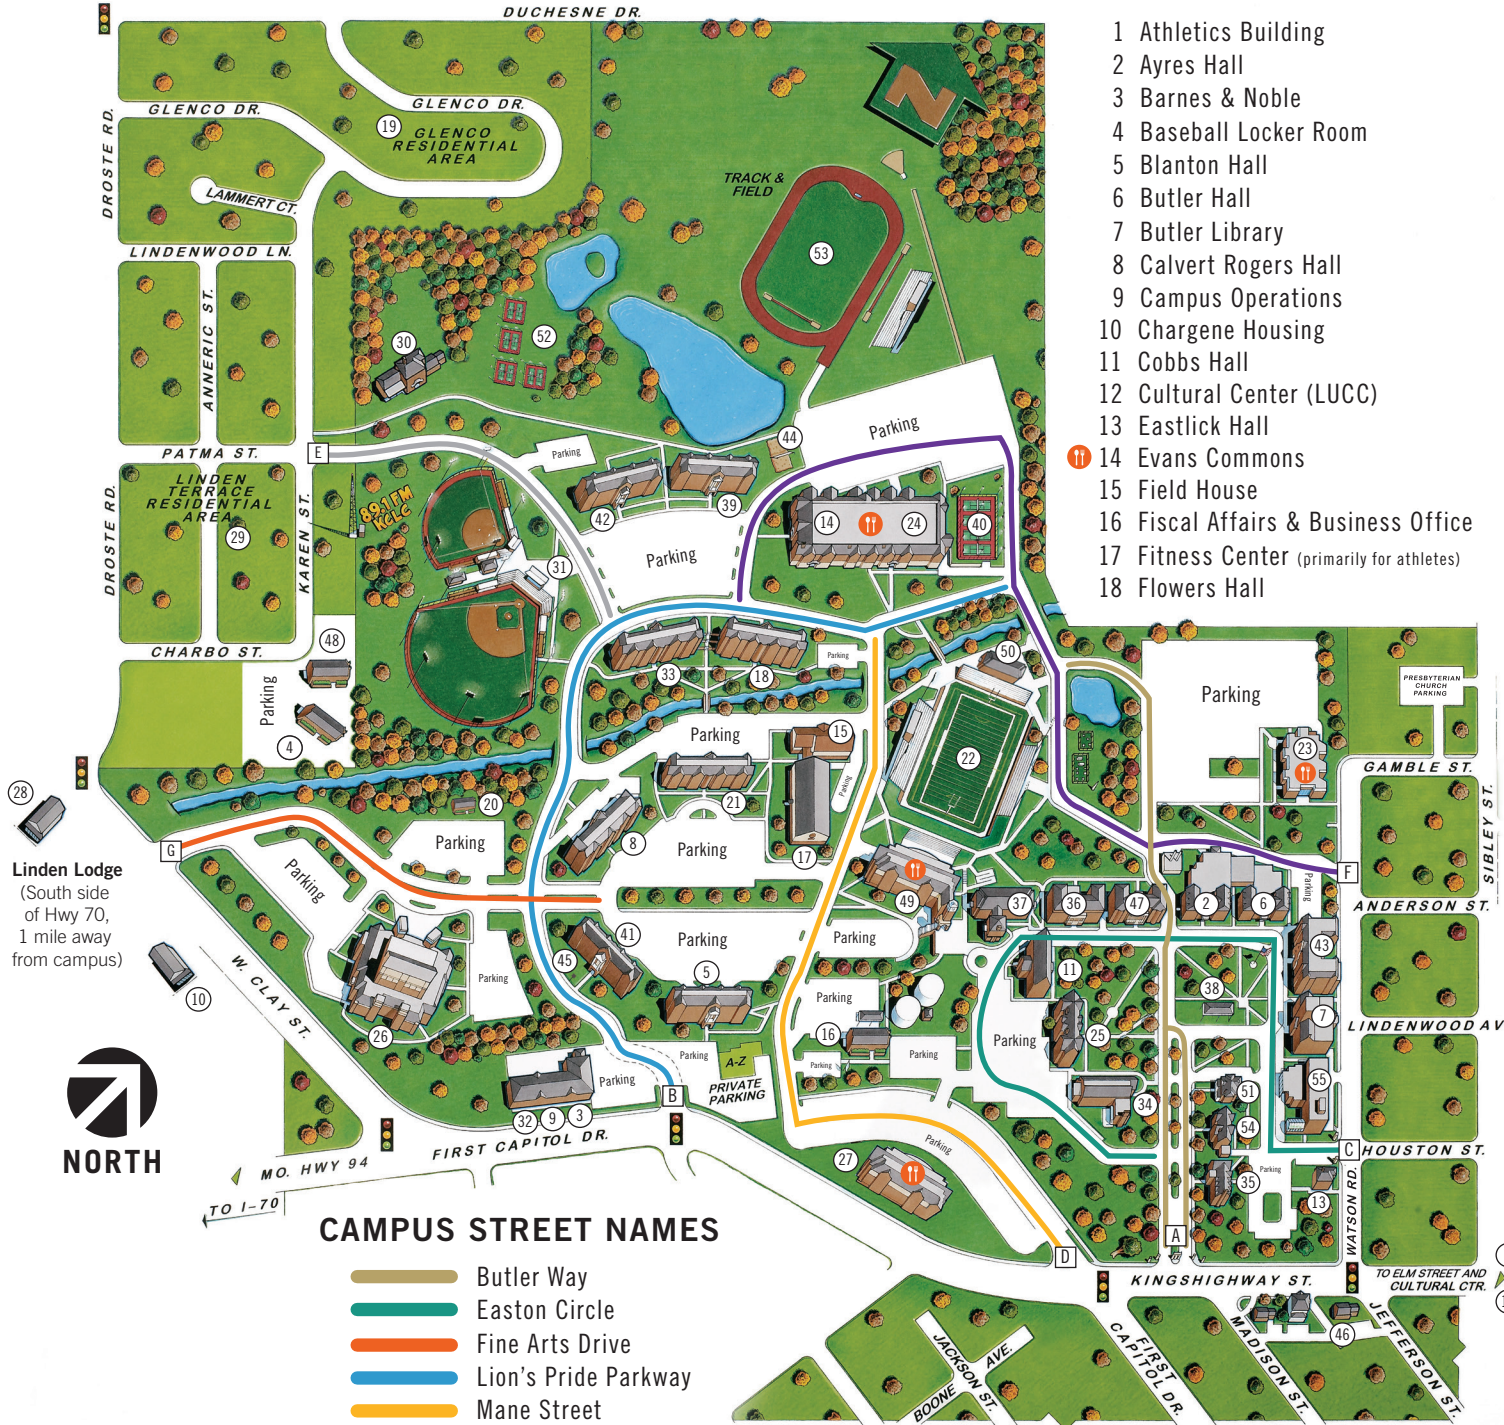 DUCHESNE DR.
GLENCO DR.
GLENCO DR.
19
GLENCO
RESIDENTIAL
AREA
DROSTE RD.
LAMMERT CT.
LINDENWOOD LN.
ANNERIC ST.
TRACK &
FIELD
53
N
30
52
E
PATMA ST.
LINDEN
TERRACE
RESIDENTIAL
AREA
29
DROSTE RD.
KAREN ST.
89.1 FM
KCLC
CHARBO ST.
Parking
42
39
44
Parking
Parking
14
24
40
31
48
Parking
4
33
18
Parking
50
Parking
15
Parking
22
21
17
20
Parking
8
Parking
28
Linden Lodge
(South side
of Hwy 70,
1 mile away
from campus)
G
Parking
10
W. CLAY ST.
26
Parking
45
41
Parking
5
Parking
49
37
36
47
2
6
Parking
43
23
Parking
PRESBYTERIAN
CHURCH
PARKING
GAMBLE ST.
SIBLEY ST.
F
ANDERSON ST.
11
38
7
LINDENWOOD AV
Parking
16
Parking
Parking
Parking
25
34
51
54
55
35
Parking
13
C
HOUSTON ST.
WATSON RD.
Parking
A-Z
PRIVATE
PARKING
Parking
32
9
3
B
FIRST CAPITOL DR.
MO. HWY 94
TO I-70
NORTH
27
Parking
D
A
KINGSHIGHWAY ST.
TO ELM STREET AND
CULTURAL CTR.
46
JACKSON ST.
BOONE AVE.
FIRST
CAPITOL DR.
MADISON ST.
JEFFERSON ST.
1 Athletics Building
2 Ayres Hall
3 Barnes & Noble
4 Baseball Locker Room
5 Blanton Hall
6 Butler Hall
7 Butler Library
8 Calvert Rogers Hall
9 Campus Operations
10 Chargene Housing
11 Cobbs Hall
12 Cultural Center (LUCC)
13 Eastlick Hall
14 Evans Commons
15 Field House
16 Fiscal Affairs & Business Office
17 Fitness Center (primarily for athletes)
18 Flowers Hall
CAMPUS STREET NAMES
Butler Way
Easton Circle
Fine Arts Drive
Lion's Pride Parkway
Mane Street